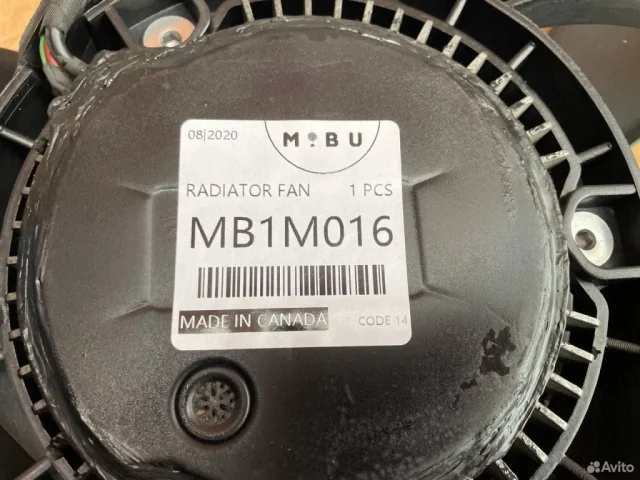 08|2020
M BU
RADIATOR FAN 1 PCS
MB1M016
MADE IN CANADA CODE 14
Avito